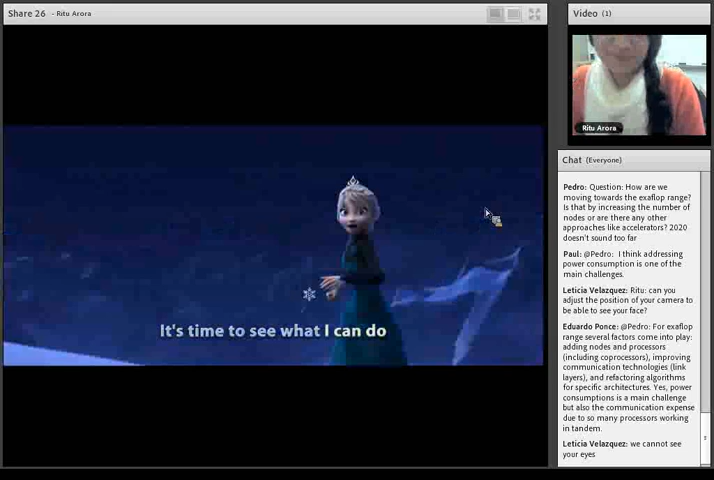 Share 26 - Ritu Arora
Video (1)
Ritu Arora
Chat (Everyone)
Pedro: Question: How are we
moving towards the exaflop range?
Is that by increasing the number of
nodes or are there any other
approaches like accelerators? 2020
doesn't sound too far
Paul: @Pedro: I think addressing
power consumption is one of the
main challenges.
Leticia Velazquez: Ritu: can you
adjust the position of your camera to
be able to see your face?
Eduardo Ponce: @Pedro: For exaflop
range several factors come into play:
adding nodes and processors
(including coprocessors), improving
communication technologies (link
layers), and refactoring algorithms
for specific architectures. Yes, power
consumptions is a main challenge
but also the communication expense
due to so many processors working
in tandem.
Leticia Velazquez: we cannot see
your eyes
It's time to see what I can do